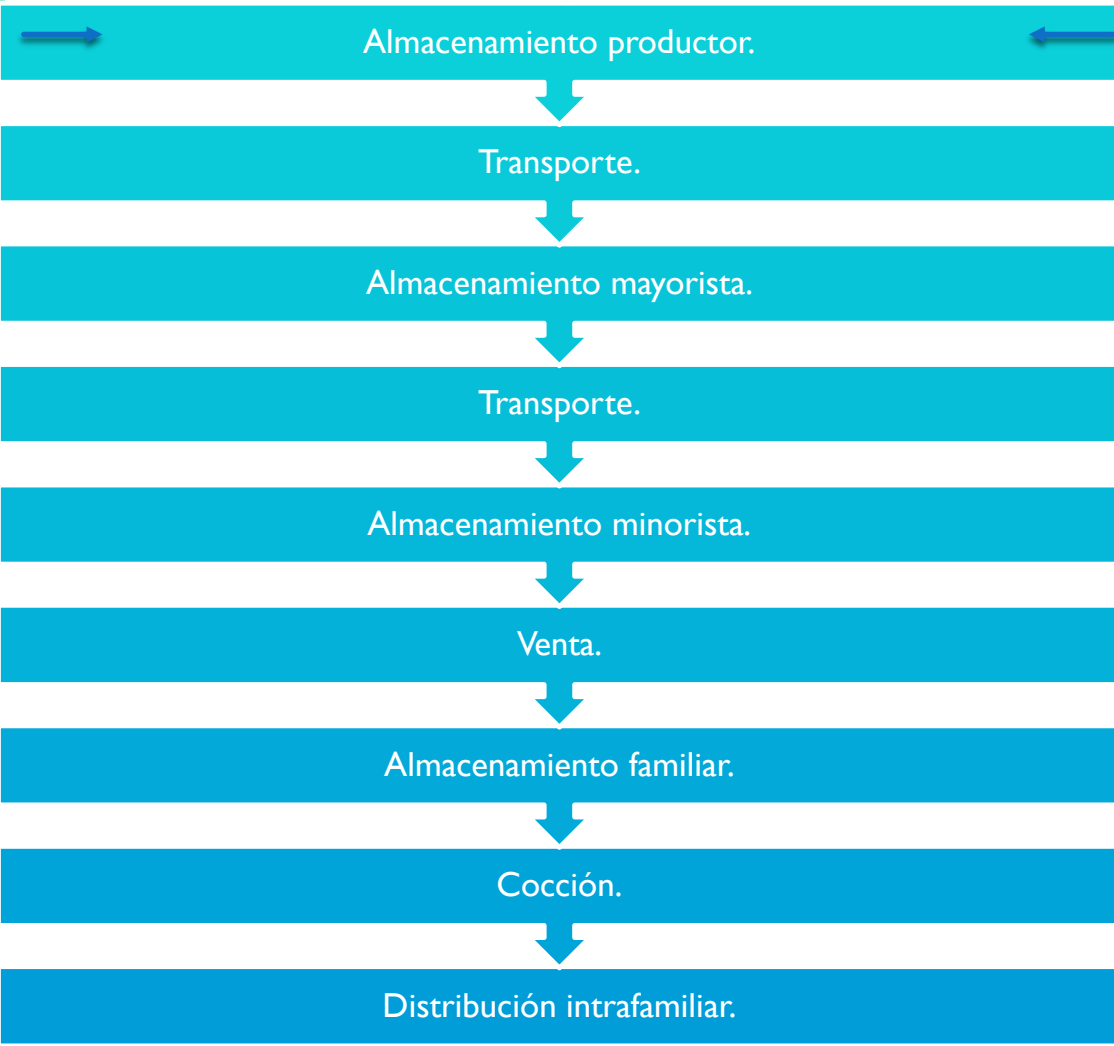 Almacenamiento productor.
Transporte.
Almacenamiento mayorista.
Transporte.
Almacenamiento minorista.
Venta.
Almacenamiento familiar.
Cocción.
Distribución intrafamiliar.